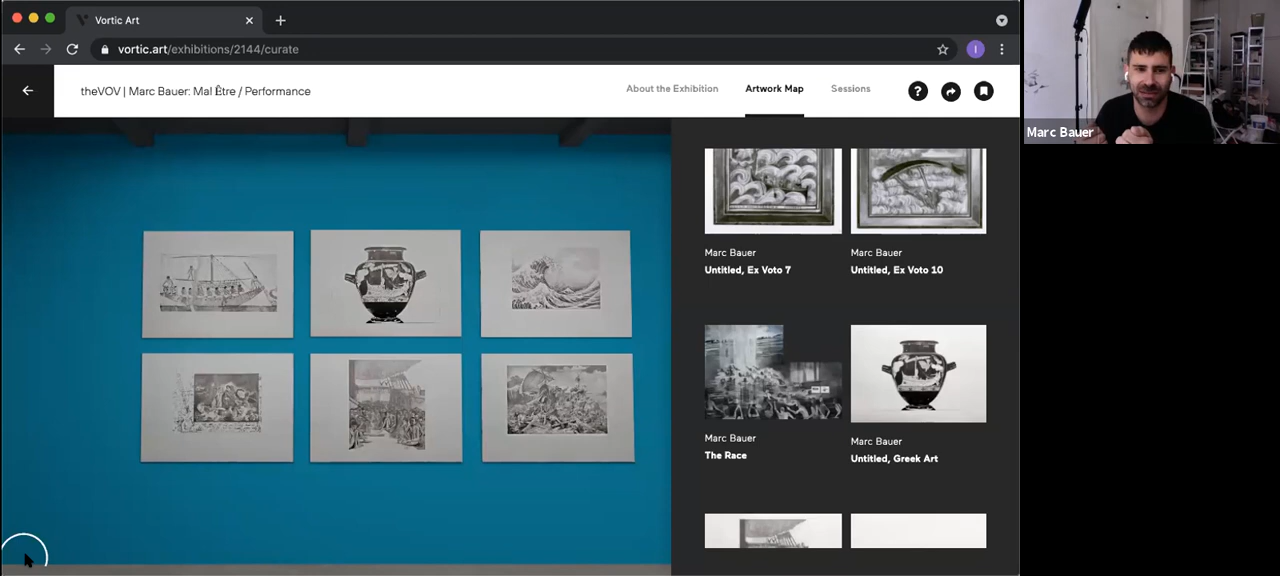 Vortic Art
vortic.art/exhibitions/2144/curate
I
theVOV | Marc Bauer: Mal Être / Performance
About the Exhibition
Artwork Map
Sessions
?
Marc Bauer
Marc Bauer
Untitled, Ex Voto 7
Marc Bauer
Untitled, Ex Voto 10
Marc Bauer
The Race
Marc Bauer
Untitled, Greek Art